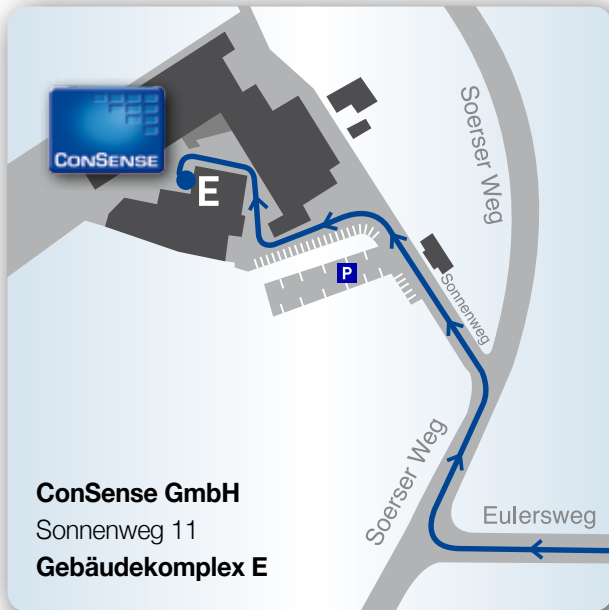 CONSENSE
E
P
Soerser Weg
Sonnenweg
Soerser Weg
Eulersweg
ConSense GmbH
Sonnenweg 11
Gebäudekomplex E